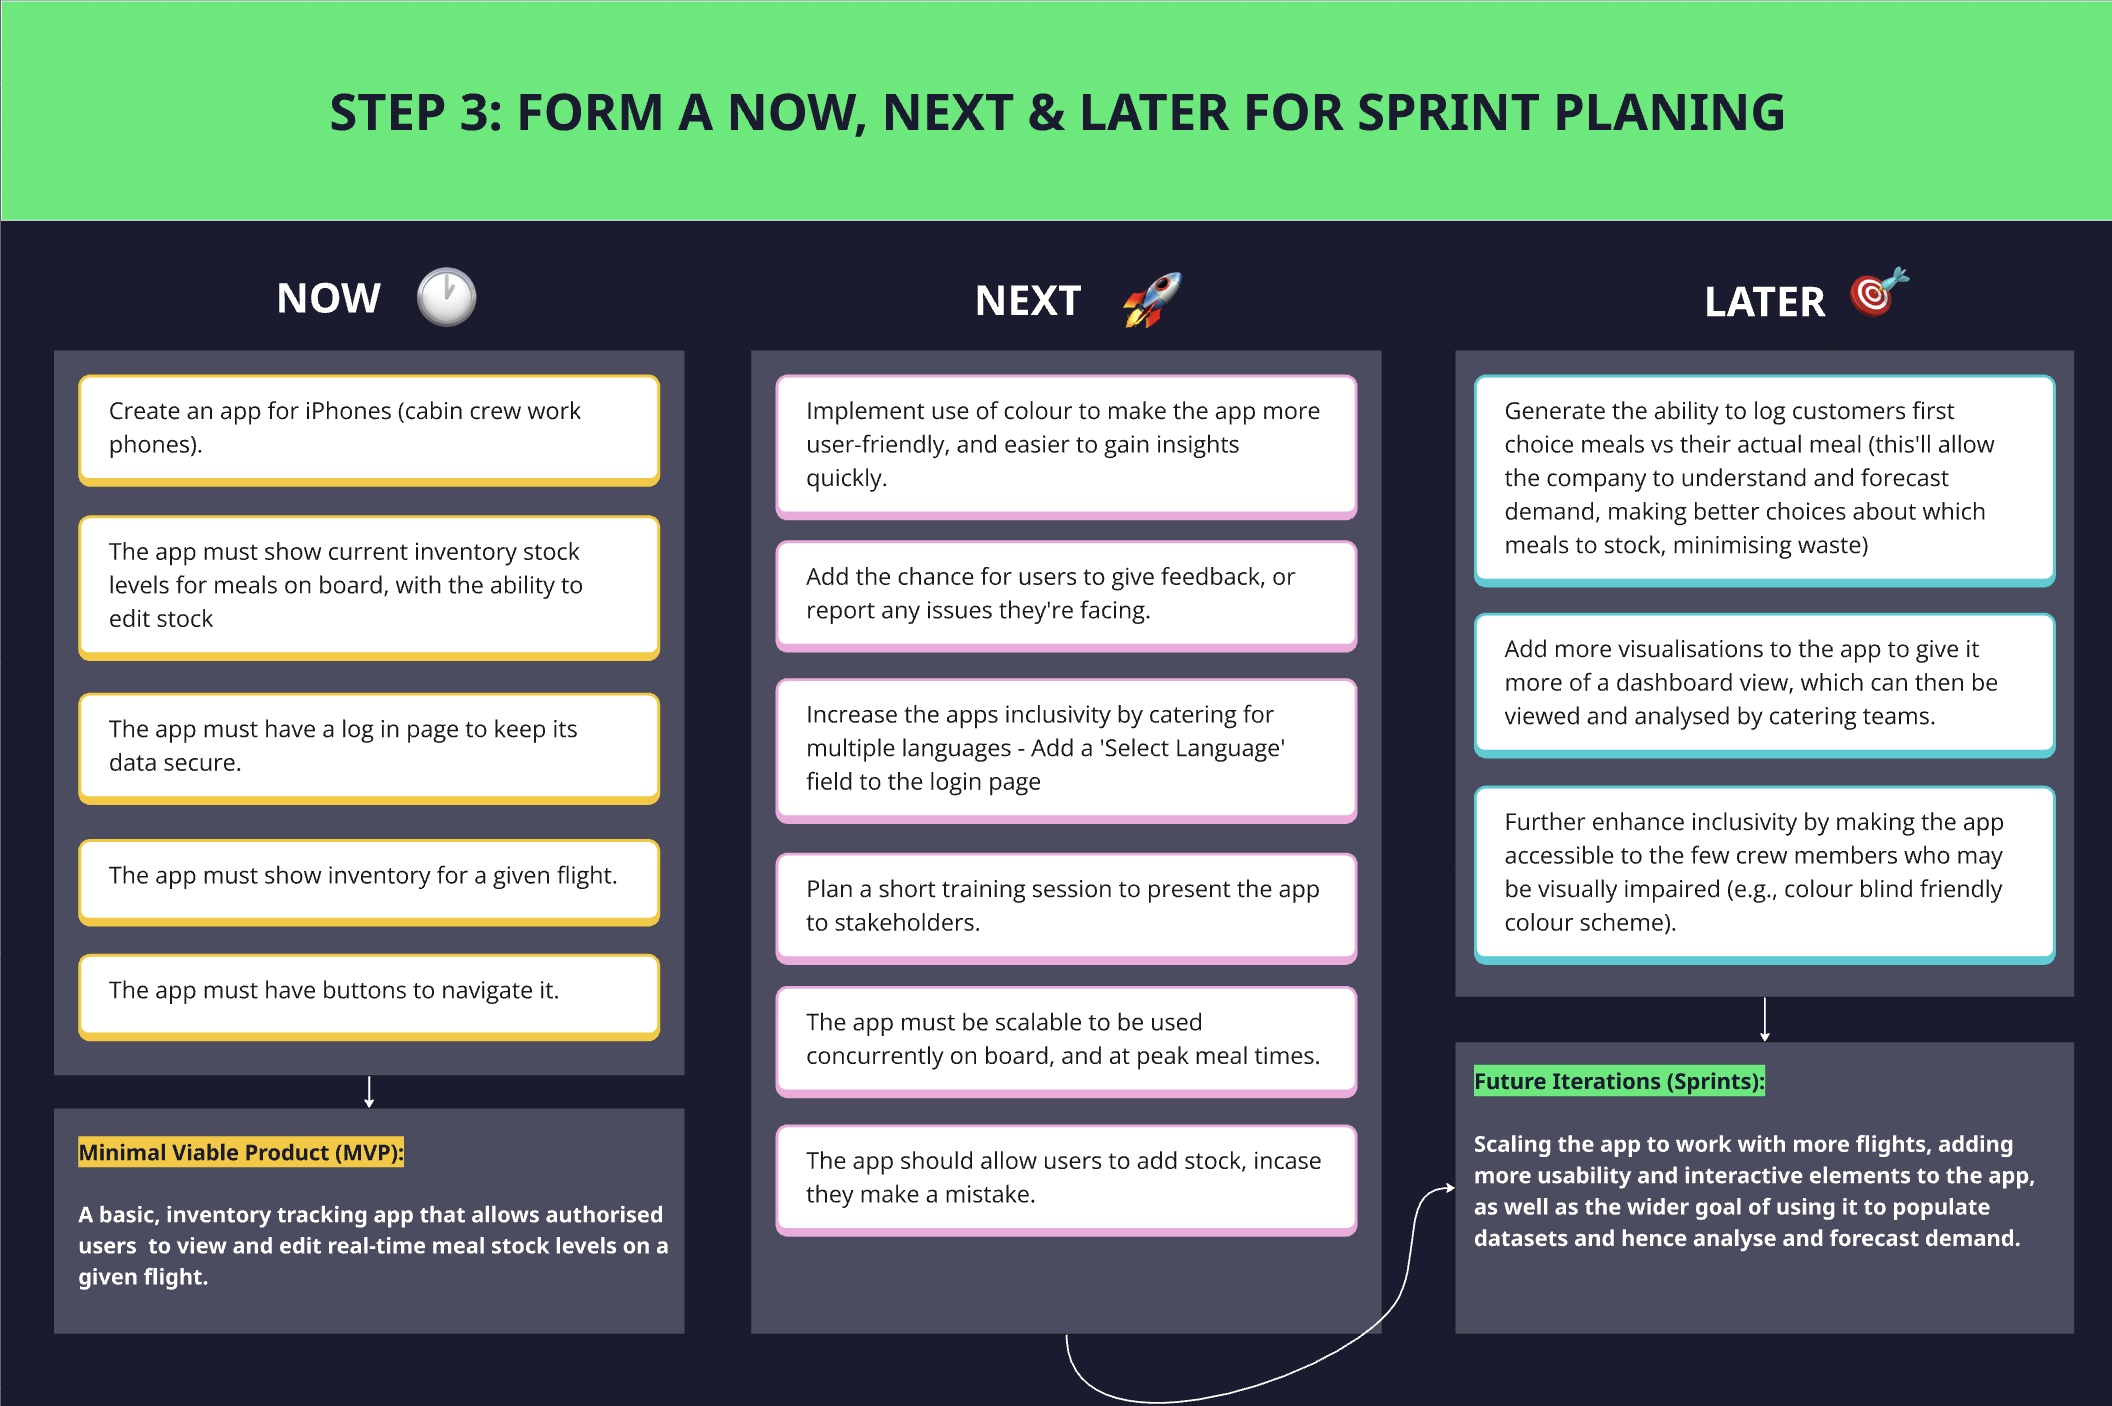 STEP 3: FORM A NOW, NEXT & LATER FOR SPRINT PLANING
NOW
Create an app for iPhones (cabin crew work
phones).
The app must show current inventory stock
levels for meals on board, with the ability to
edit stock
The app must have a log in page to keep its
data secure.
The app must show inventory for a given flight.
The app must have buttons to navigate it.
Minimal Viable Product (MVP):
A basic, inventory tracking app that allows authorised
users  to view and edit real-time meal stock levels on a
given flight.
NEXT
Implement use of colour to make the app more
user-friendly, and easier to gain insights
quickly.
Add the chance for users to give feedback, or
report any issues they're facing.
Increase the apps inclusivity by catering for
multiple languages - Add a 'Select Language'
field to the login page
Plan a short training session to present the app
to stakeholders.
The app must be scalable to be used
concurrently on board, and at peak meal times.
The app should allow users to add stock, incase
they make a mistake.
LATER
Generate the ability to log customers first
choice meals vs their actual meal (this'll allow
the company to understand and forecast
demand, making better choices about which
meals to stock, minimising waste)
Add more visualisations to the app to give it
more of a dashboard view, which can then be
viewed and analysed by catering teams.
Further enhance inclusivity by making the app
accessible to the few crew members who may
be visually impaired (e.g., colour blind friendly
colour scheme).
Future Iterations (Sprints):
Scaling the app to work with more flights, adding
more usability and interactive elements to the app,
as well as the wider goal of using it to populate
datasets and hence analyse and forecast demand.